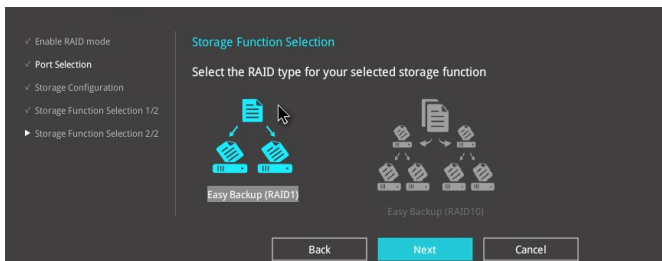 ✓ Enable RAID mode
✓ Port Selection
✓ Storage Configuration
✓ Storage Function Selection 1/2
▶ Storage Function Selection 2/2
Storage Function Selection
Select the RAID type for your selected storage function
Easy Backup (RAID1)
Easy Backup (RAID10)
Back
Next
Cancel